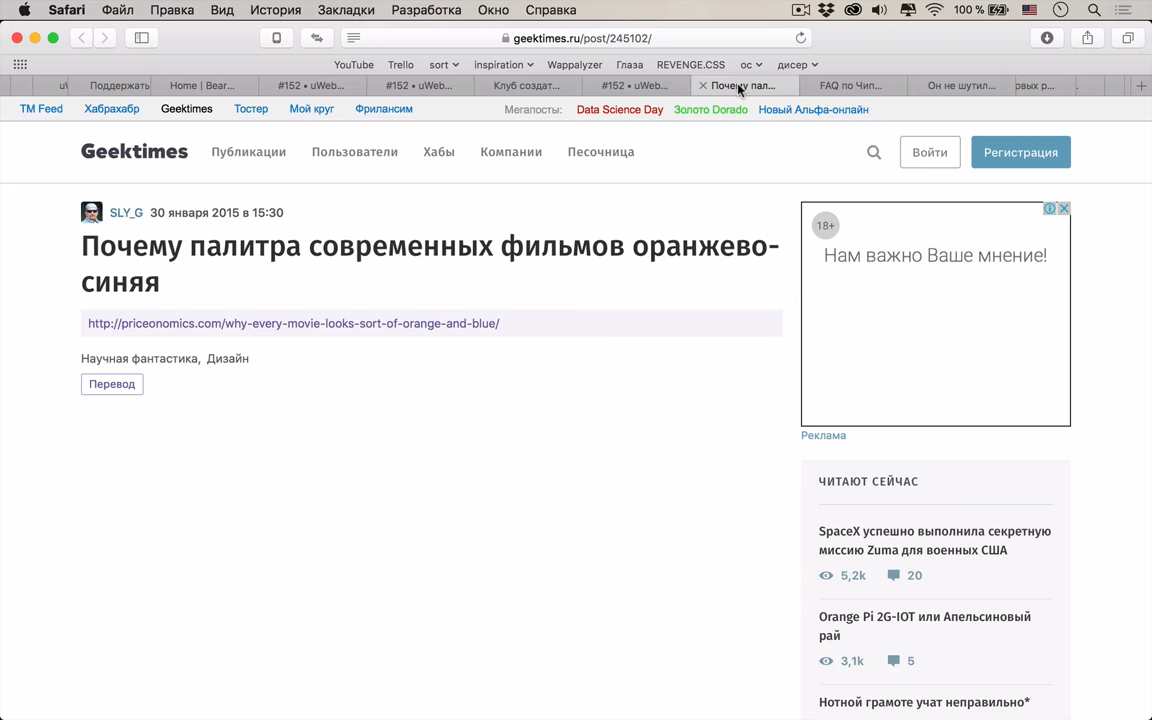 Safari Файл Правка Вид История Закладки Разработка Окно Справка 100 %
geektimes.ru/post/245102/
YouTube Trello sort inspiration Wappalyzer Глаза REVENGE.CSS ос дисер
Поддержать Home | Bear... #152 • uWeb... #152 • uWeb... Клуб создат... #152 • uWeb... Почему пал... FAQ по Чип... Он не шутил... рвых р...
TM Feed Хабрахабр Geektimes Тостер Мой круг Фрилансим Мегапосты: Data Science Day Золото Dorado Новый Альфа-онлайн
Geektimes Публикации Пользователи Хабы Компании Песочница Войти Регистрация
SLY_G 30 января 2015 в 15:30
Почему палитра современных фильмов оранжево-
синяя
http://priceonomics.com/why-every-movie-looks-sort-of-orange-and-blue/
Научная фантастика, Дизайн
Перевод
18+
Нам важно Ваше мнение!
Реклама
ЧИТАЮТ СЕЙЧАС
SpaceX успешно выполнила секретную
миссию Zuma для военных США
5,2k 20
Orange Pi 2G-IOT или Апельсиновый
рай
3,1k 5
Нотной грамоте учат неправильно*